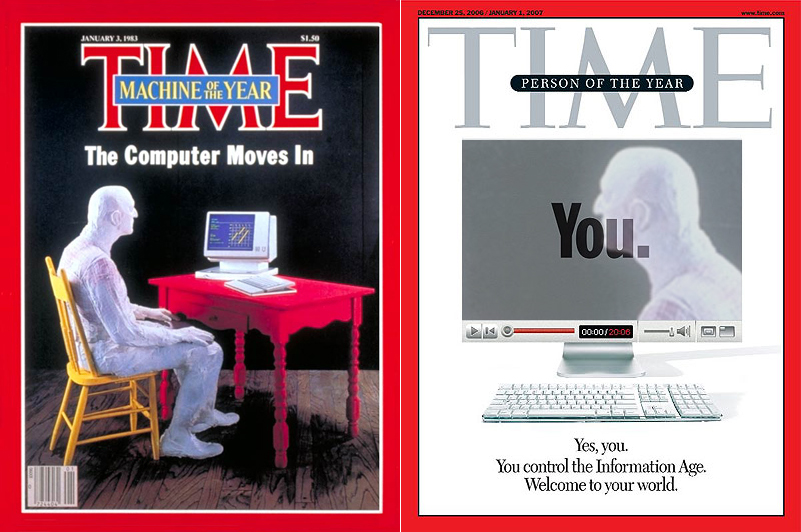 JANUARY 3, 1983 $1.50
TIME
MACHINE OF THE YEAR
The Computer Moves In
DECEMBER 25, 2006 / JANUARY 1, 2007 www.time.com
TIME
PERSON OF THE YEAR
You.
00:00 / 20:06
Yes, you.
You control the Information Age.
Welcome to your world.